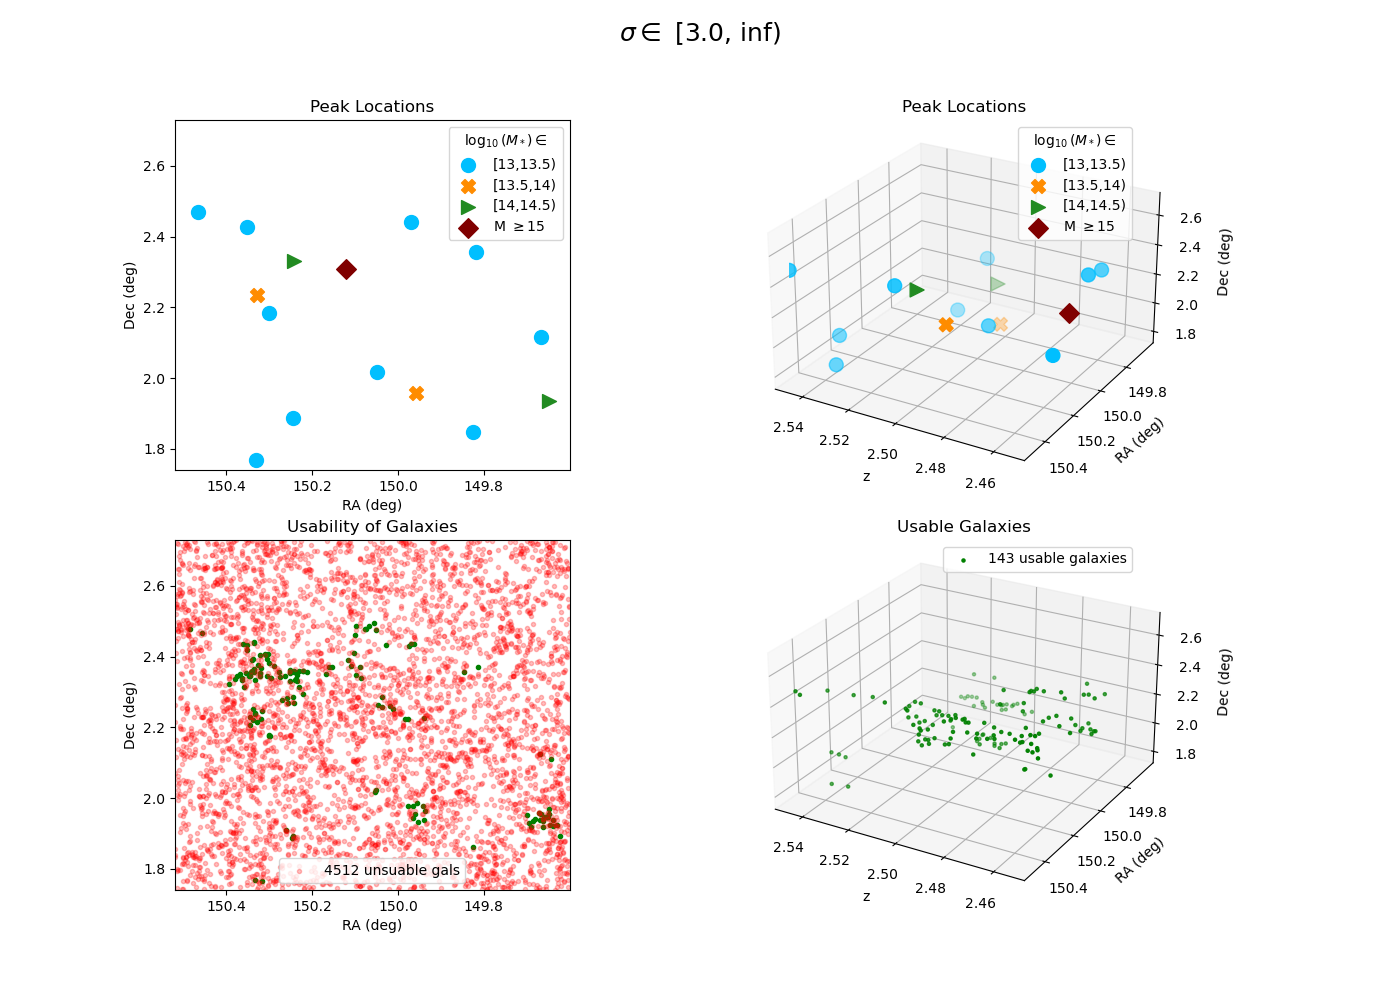 σ ∈ [3.0, inf)
Peak Locations
log₁₀(M*) ∈
[13,13.5)
[13.5,14)
[14,14.5)
M ≥15
2.6
2.4
2.2
2.0
1.8
Dec (deg)
150.4 150.2 150.0 149.8
RA (deg)
Peak Locations
log₁₀(M*) ∈
[13,13.5)
[13.5,14)
[14,14.5)
M ≥15
2.6
2.4
2.2
2.0
1.8
Dec (deg)
149.8
150.0
150.2
150.4
RA (deg)
2.54
2.52
2.50
2.48
2.46
z
Usability of Galaxies
2.6
2.4
2.2
2.0
1.8
Dec (deg)
4512 unsuable gals
150.4 150.2 150.0 149.8
RA (deg)
Usable Galaxies
143 usable galaxies
2.6
2.4
2.2
2.0
1.8
Dec (deg)
149.8
150.0
150.2
150.4
RA (deg)
2.54
2.52
2.50
2.48
2.46
z